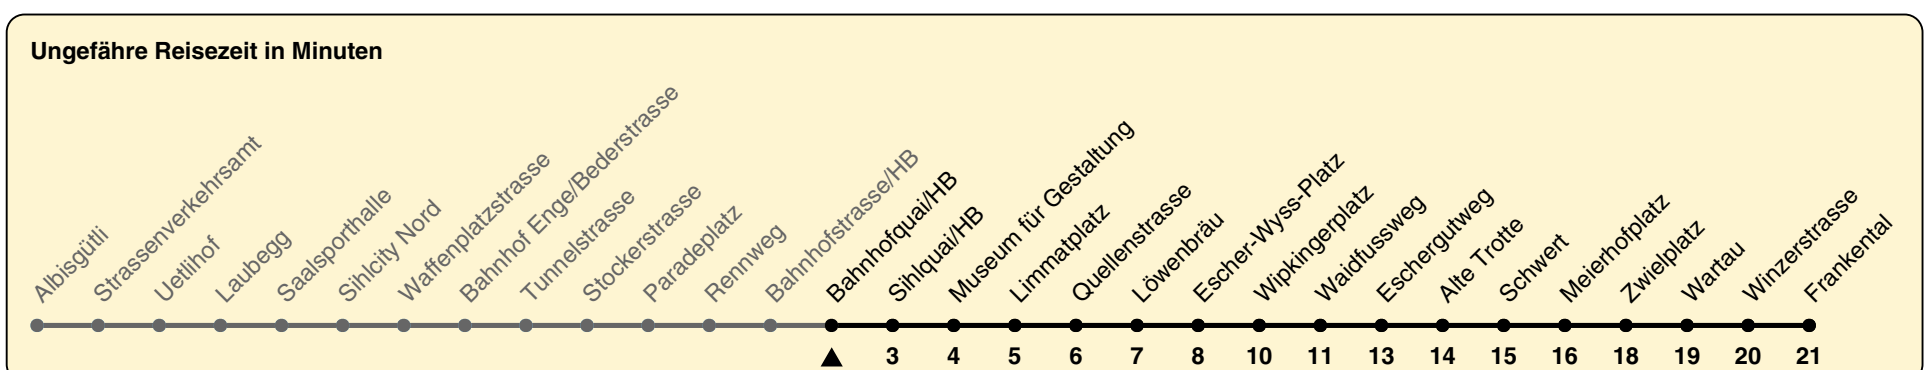 Ungefähre Reisezeit in Minuten
Albisgütli
Strassenverkehrsamt
Uetlihof
Laubegg
Saalsporthalle
Sihlcity Nord
Waffenplatzstrasse
Bahnhof Enge/Bederstrasse
Tunnelstrasse
Stockerstrasse
Paradeplatz
Rennweg
Bahnhofstrasse/HB
Bahnhofquai/HB
Sihlquai/HB
Museum für Gestaltung
Limmatplatz
Quellenstrasse
Löwenbräu
Escher-Wyss-Platz
Wipkingerplatz
Waidfussweg
Eschergutweg
Alte Trotte
Schwert
Meierhofplatz
Zwielplatz
Wartau
Winzerstrasse
Frankental
3 4 5 6 7 8 10 11 13 14 15 16 18 19 20 21